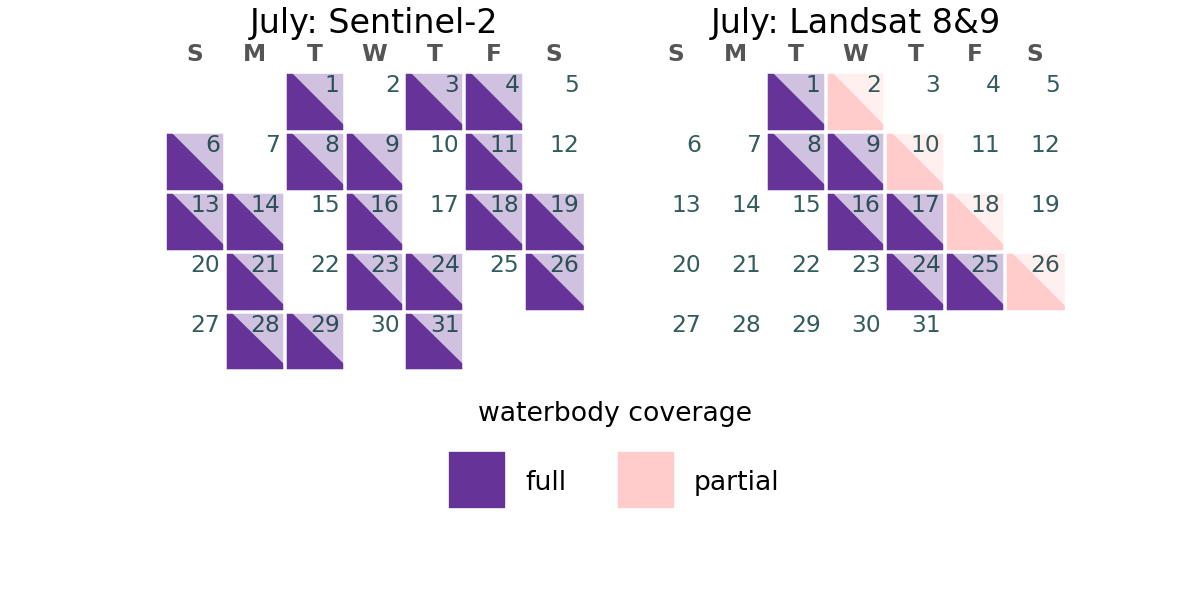 July: Sentinel-2
S M T W T F S
1 2 3 4 5
6 7 8 9 10 11 12
13 14 15 16 17 18 19
20 21 22 23 24 25 26
27 28 29 30 31
July: Landsat 8&9
S M T W T F S
1 2 3 4 5
6 7 8 9 10 11 12
13 14 15 16 17 18 19
20 21 22 23 24 25 26
27 28 29 30 31
waterbody coverage
full partial